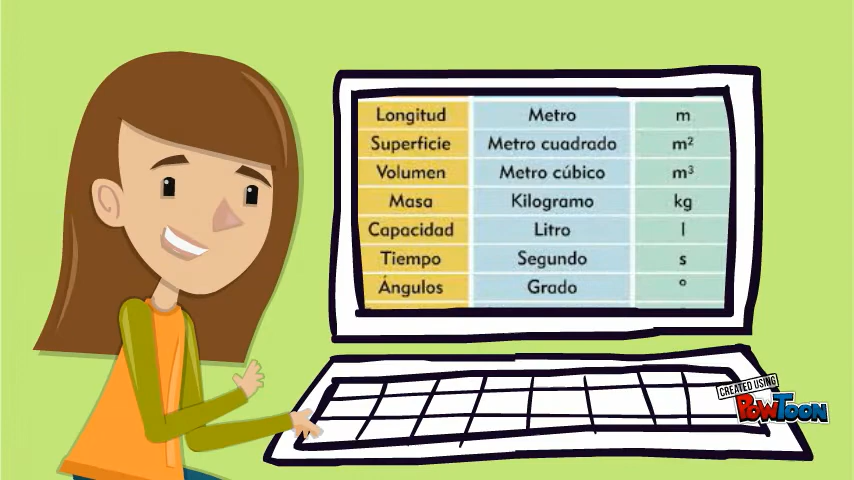 Longitud Metro m
Superficie Metro cuadrado m²
Volumen Metro cúbico m³
Masa Kilogramo kg
Capacidad Litro l
Tiempo Segundo s
Ángulos Grado °
CREATED USING
POWTOON